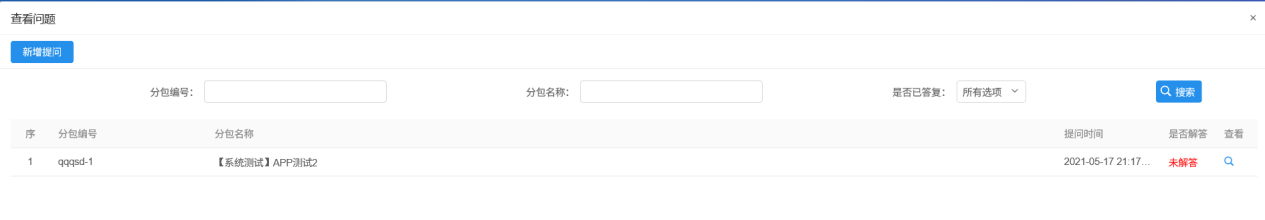 查看问题 ×
新增提问
分包编号： 分包名称： 是否已答复： 所有选项 搜索
序 分包编号 分包名称 提问时间 是否解答 查看
1 qqqsd-1 【系统测试】APP测试2 2021-05-17 21:17... 未解答